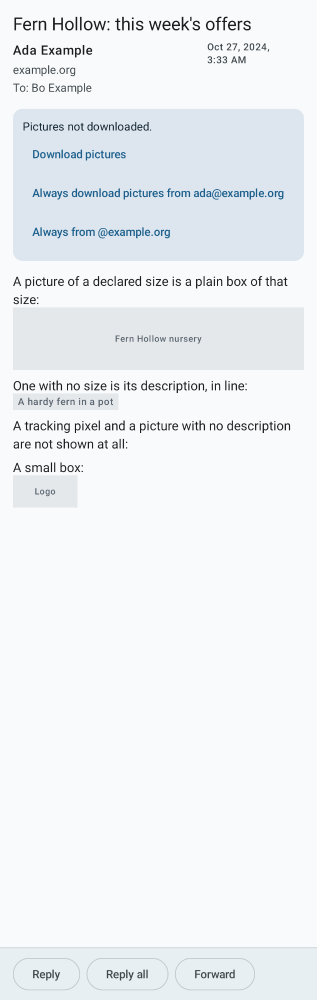 Fern Hollow: this week's offers
Ada Example
Oct 27, 2024,
3:33 AM
example.org
To: Bo Example
Pictures not downloaded.
Download pictures
Always download pictures from ada@example.org
Always from @example.org
A picture of a declared size is a plain box of that
size:
Fern Hollow nursery
One with no size is its description, in line:
A hardy fern in a pot
A tracking pixel and a picture with no description
are not shown at all:
A small box:
Logo
Reply
Reply all
Forward